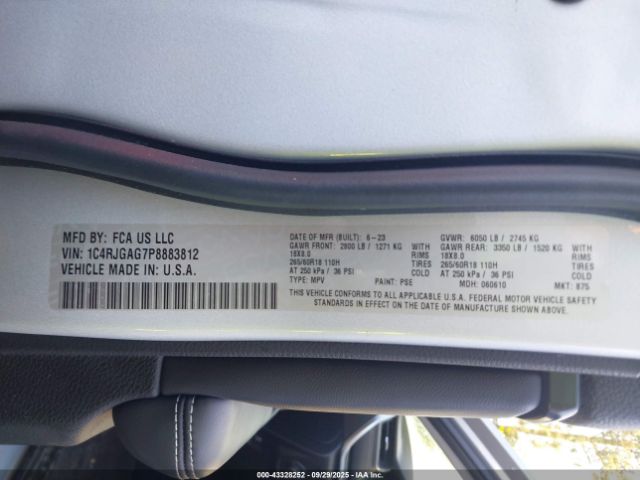 MFD BY: FCA US LLC
VIN: 1C4RJGAG7P8883812
VEHICLE MADE IN: U.S.A.
DATE OF MFR (BUILT): 6-23
GAWR FRONT: 2800 LB / 1271 KG
18X8.0 RIMS
265/60R18 110H TIRES
AT 250 kPa / 36 PSI COLD
TYPE: MPV PAINT: PSE
GVWR: 6050 LB / 2745 KG
GAWR REAR: 3350 LB / 1520 KG
18X8.0 RIMS
265/60R18 110H TIRES
AT 250 kPa / 36 PSI COLD
MDH: 060610 MKT: 875
THIS VEHICLE CONFORMS TO ALL APPLICABLE U.S.A. FEDERAL MOTOR VEHICLE SAFETY
STANDARDS IN EFFECT ON THE DATE OF MANUFACTURE SHOWN ABOVE.
000-43328252 - 09/29/2025 - © IAA Holdings, LLC